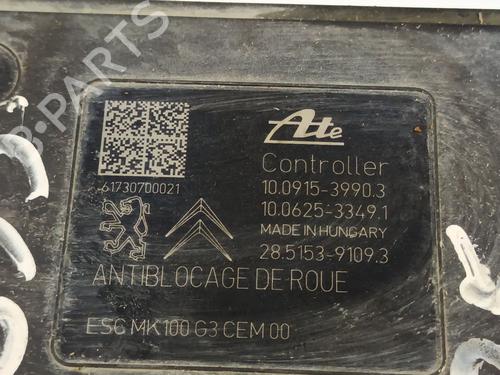 B-PARTS
Ate
61730700021
Controller
10.0915-3990.3
10.0625-3349.1
MADE IN HUNGARY
28.5153-9109.3
ANTIBLOCAGE DE ROUE
ESC MK100 G3 CEM 00